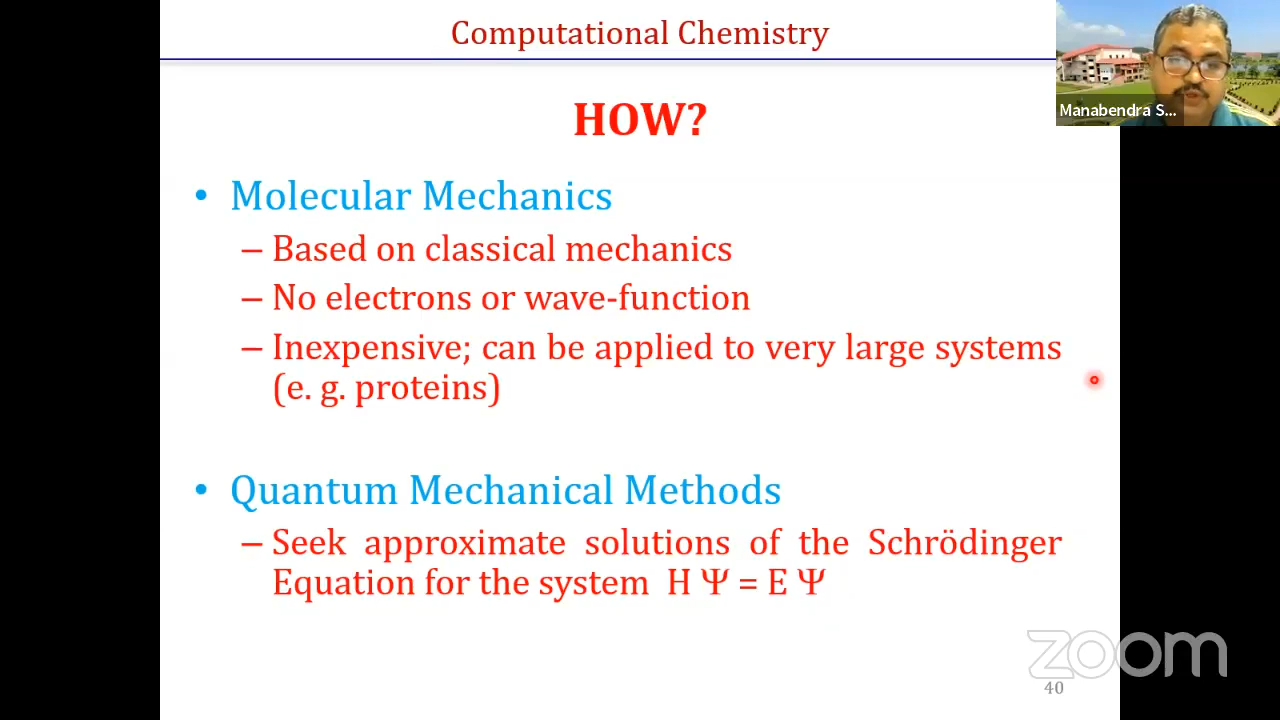 Computational Chemistry
Manabendra S...
HOW?
• Molecular Mechanics
– Based on classical mechanics
– No electrons or wave-function
– Inexpensive; can be applied to very large systems
(e. g. proteins)
• Quantum Mechanical Methods
– Seek approximate solutions of the Schrödinger
Equation for the system H Ψ = E Ψ
zoom
40